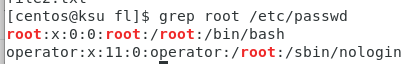 [centos@ksu fl]$ grep root /etc/passwd
root:x:0:0:root:/root:/bin/bash
operator:x:11:0:operator:/root:/sbin/nologin